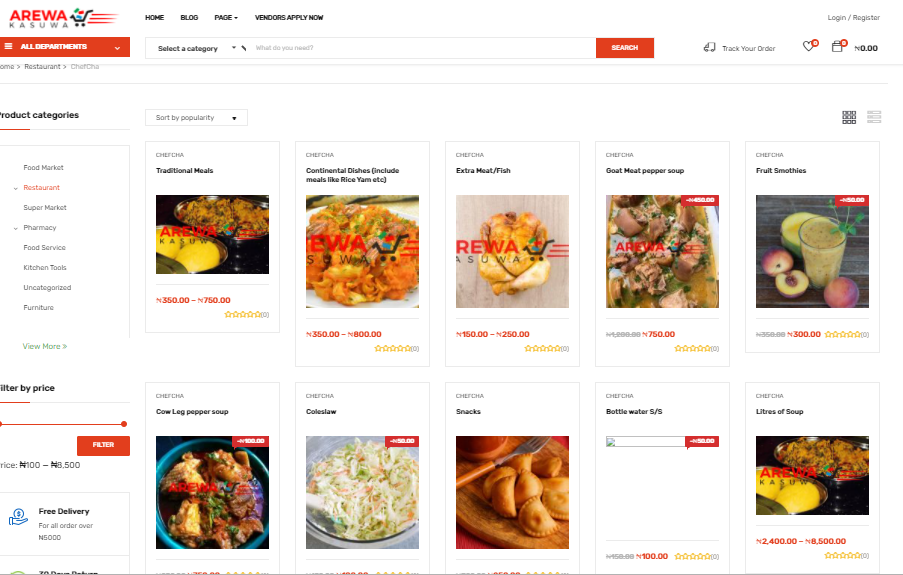 AREWA
KASUWA
HOME BLOG PAGE VENDORS APPLY NOW
Login / Register
ALL DEPARTMENTS
Select a category
What do you need?
SEARCH
Track Your Order
0
0
₦0.00
ome > Restaurant > ChefCha
Product categories
Food Market
Restaurant
Super Market
Pharmacy
Food Service
Kitchen Tools
Uncategorized
Furniture
View More »
ilter by price
FILTER
rice: ₦100 — ₦8,500
Free Delivery
For all order over
N5000
Sort by popularity
CHEFCHA
Traditional Meals
AREWA
KASUW
₦350.00 – ₦750.00
(0)
CHEFCHA
Continental Dishes (include
meals like Rice Yam etc)
REWA
SUWA
₦350.00 – ₦800.00
(0)
CHEFCHA
Extra Meat/Fish
REWA
ASUWA
₦150.00 – ₦250.00
(0)
CHEFCHA
Goat Meat pepper soup
-₦450.00
AREWA
KASUWA
₦1,200.00 ₦750.00
(0)
CHEFCHA
Fruit Smothies
-₦50.00
₦350.00 ₦300.00 (0)
CHEFCHA
Cow Leg pepper soup
-₦100.00
AREWA
CHEFCHA
Coleslaw
-₦50.00
CHEFCHA
Snacks
CHEFCHA
Bottle water S/S
-₦50.00
₦150.00 ₦100.00 (0)
CHEFCHA
Litres of Soup
AREWA
KASUW
₦2,400.00 – ₦8,500.00
(0)